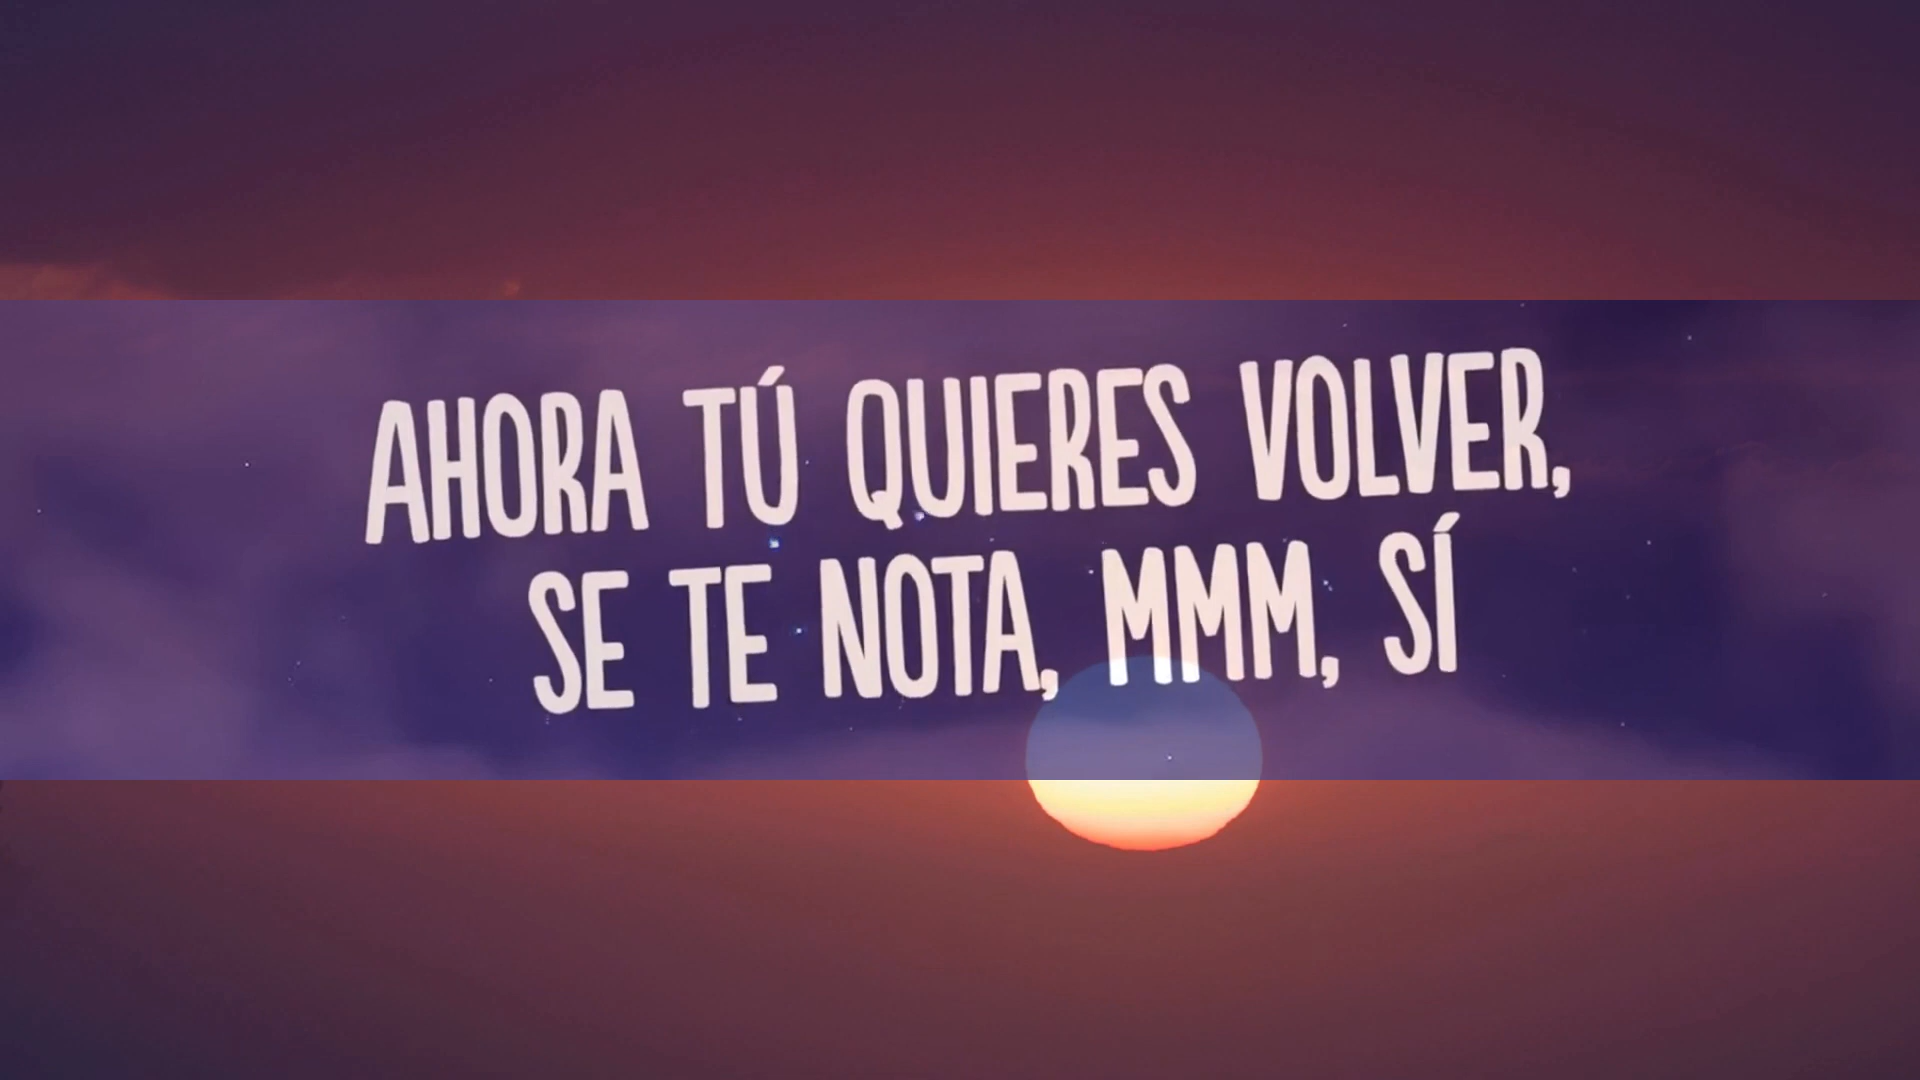 AHORA TÚ QUIERES VOLVER,
SE TE NOTA, MMM, SÍ